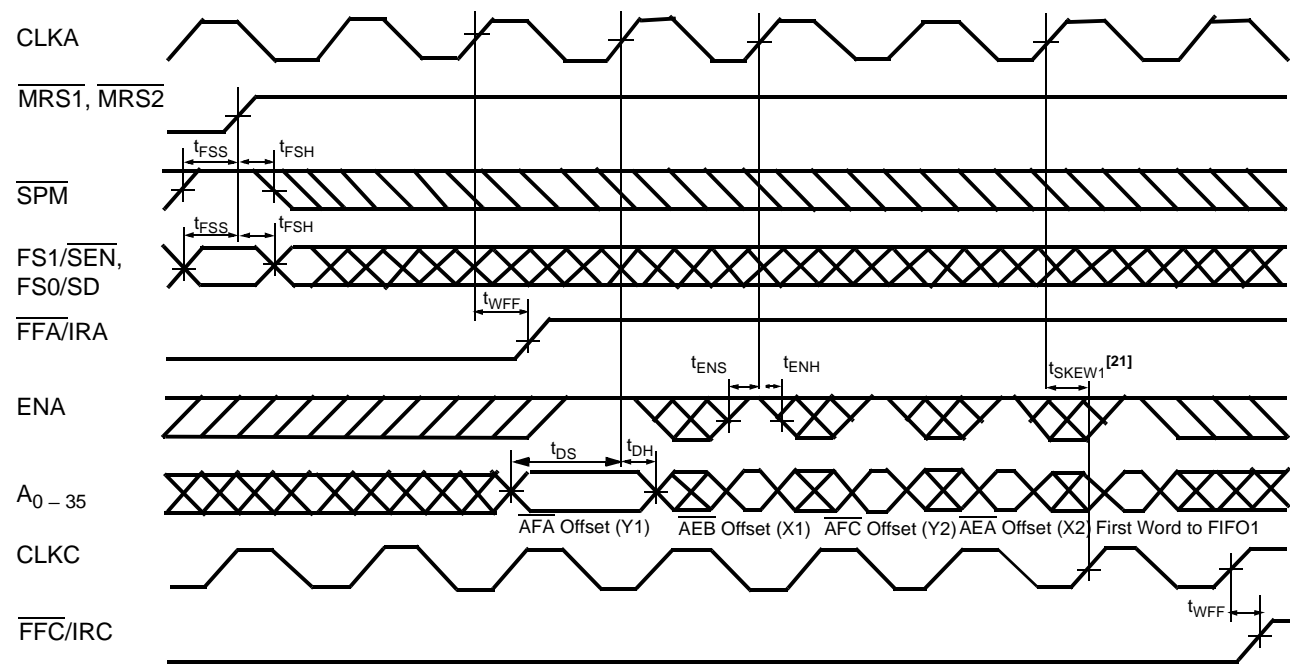 CLKA
MRS1, MRS2
tFSS tFSH
SPM
tFSS tFSH
FS1/SEN,
FS0/SD
tWFF
FFA/IRA
tENS tENH tSKEW1[21]
ENA
tDS tDH
A0 – 35
AFA Offset (Y1) AEB Offset (X1) AFC Offset (Y2) AEA Offset (X2) First Word to FIFO1
CLKC
tWFF
FFC/IRC